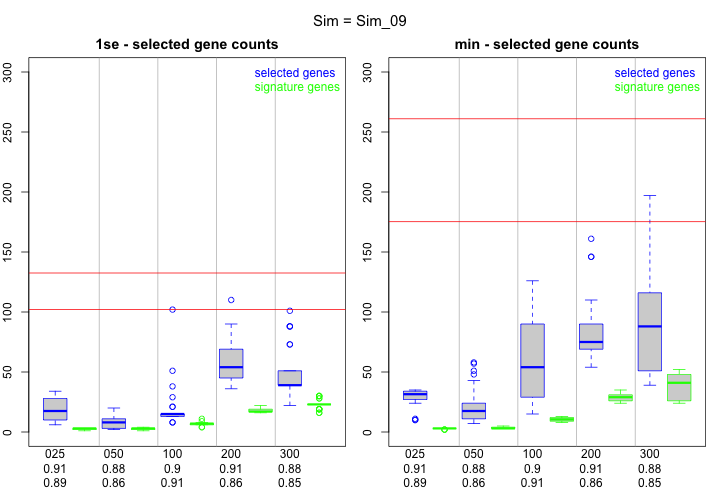 Sim = Sim_09
1se - selected gene counts
selected genes
signature genes
300
250
200
150
100
50
0
025 050 100 200 300
0.91 0.88 0.9 0.91 0.88
0.89 0.86 0.91 0.86 0.85
min - selected gene counts
selected genes
signature genes
300
250
200
150
100
50
0
025 050 100 200 300
0.91 0.88 0.9 0.91 0.88
0.89 0.86 0.91 0.86 0.85